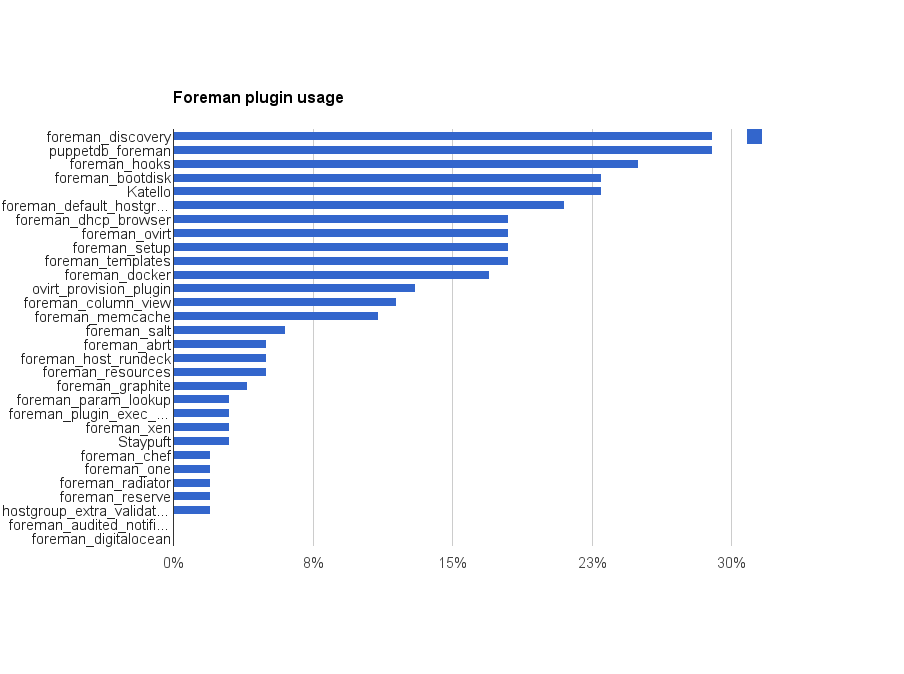 Foreman plugin usage
foreman_discovery
puppetdb_foreman
foreman_hooks
foreman_bootdisk
Katello
foreman_default_hostgr...
foreman_dhcp_browser
foreman_ovirt
foreman_setup
foreman_templates
foreman_docker
ovirt_provision_plugin
foreman_column_view
foreman_memcache
foreman_salt
foreman_abrt
foreman_host_rundeck
foreman_resources
foreman_graphite
foreman_param_lookup
foreman_plugin_exec_...
foreman_xen
Staypuft
foreman_chef
foreman_one
foreman_radiator
foreman_reserve
hostgroup_extra_validat...
foreman_audited_notifi...
foreman_digitalocean
0% 8% 15% 23% 30%